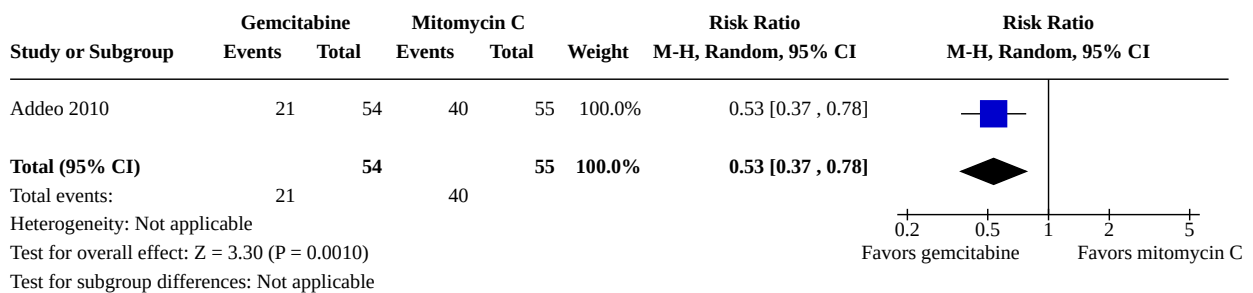 Gemcitabine Mitomycin C Risk Ratio Risk Ratio
Study or Subgroup Events Total Events Total Weight M-H, Random, 95% CI M-H, Random, 95% CI
Addeo 2010 21 54 40 55 100.0% 0.53 [0.37 , 0.78]
Total (95% CI) 54 55 100.0% 0.53 [0.37 , 0.78]
Total events: 21 40
Heterogeneity: Not applicable
0.2 0.5 1 2 5
Test for overall effect: Z = 3.30 (P = 0.0010) Favors gemcitabine Favors mitomycin C
Test for subgroup differences: Not applicable